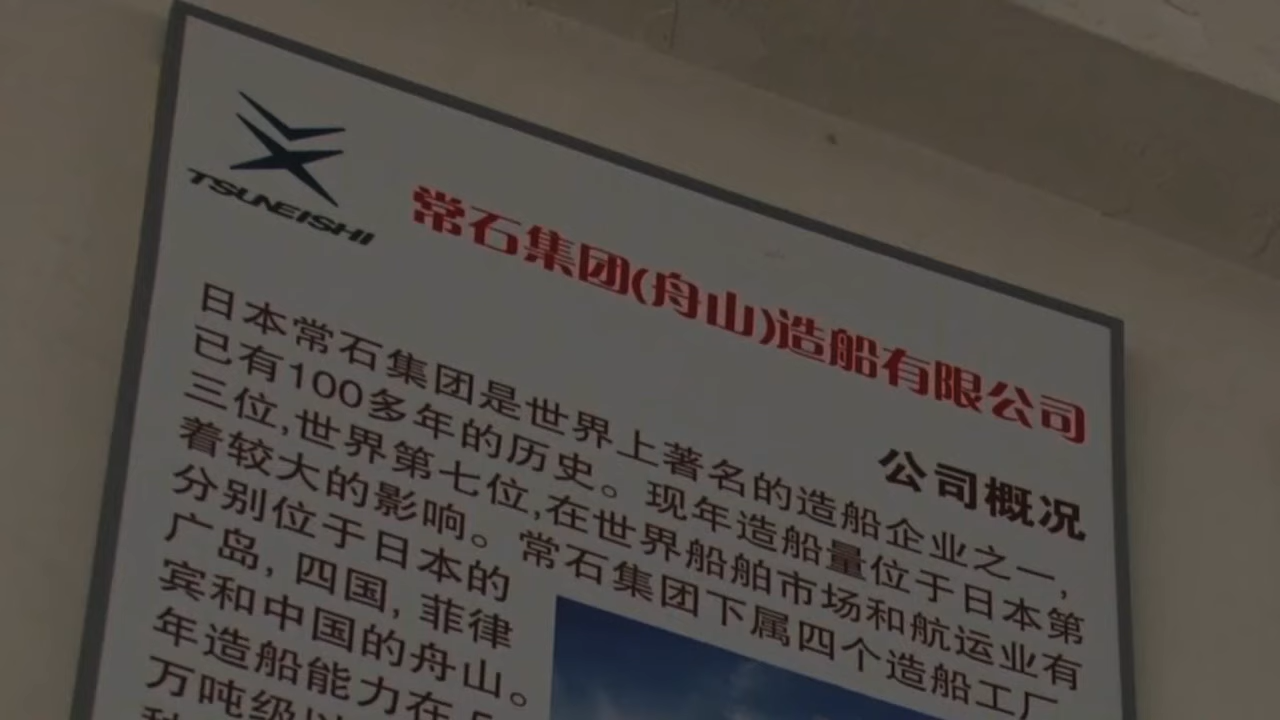 TSUNEISHI
常石集团(舟山)造船有限公司
公司概况
日本常石集团是世界上著名的造船企业之一,
已有100多年的历史。现年造船量位于日本第
三位,世界第七位,在世界船舶市场和航运业有
着较大的影响。常石集团下属四个造船工厂
分别位于日本的
广岛,四国,菲律
宾和中国的舟山。
年造船能力在
万吨级以